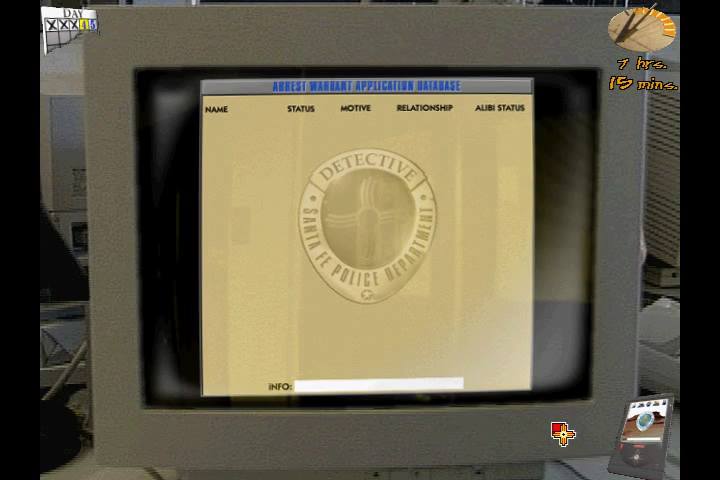 DAY
XXX45
7 hrs.
15 mins.
ARREST WARRANT APPLICATION DATABASE
NAME STATUS MOTIVE RELATIONSHIP ALIBI STATUS
DETECTIVE
SANTA FE POLICE DEPARTMENT
INFO: